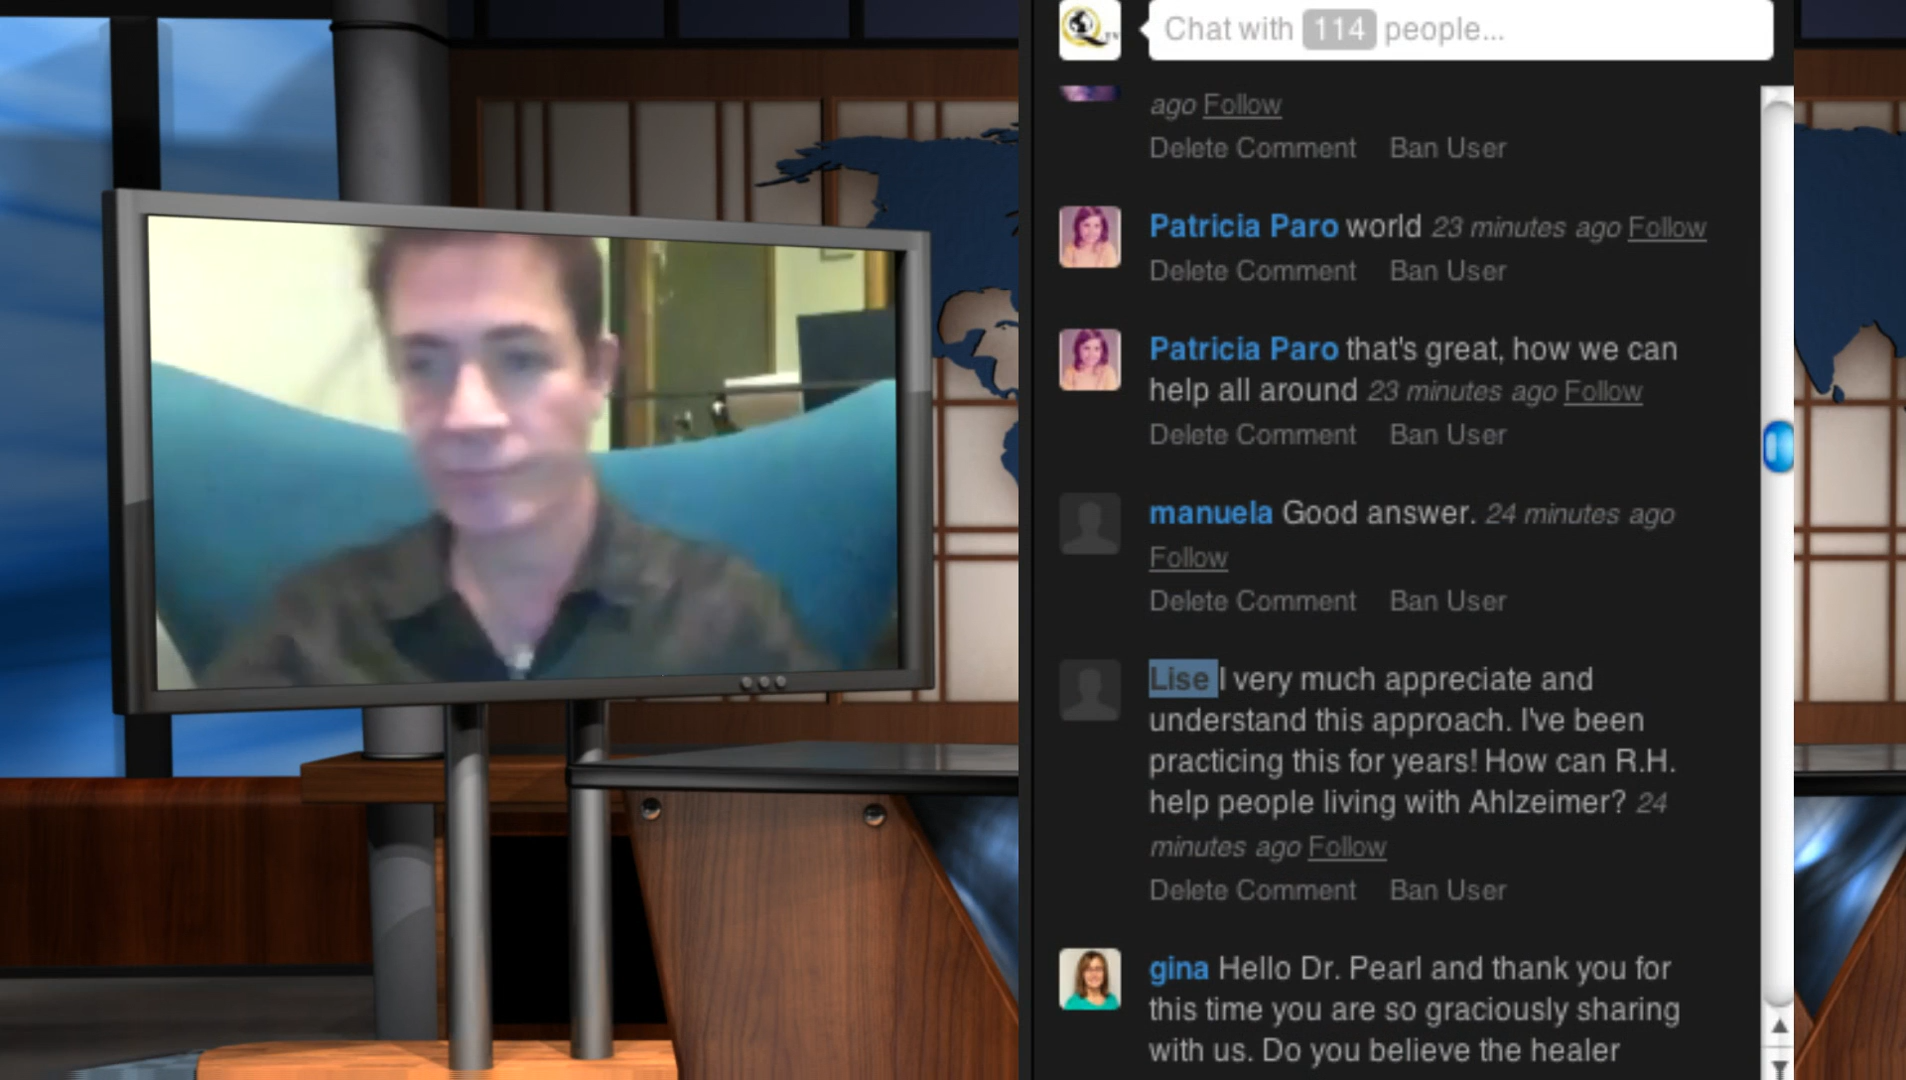 Chat with 114 people...
ago Follow
Delete Comment Ban User
Patricia Paro world 23 minutes ago Follow
Delete Comment Ban User
Patricia Paro that's great, how we can
help all around 23 minutes ago Follow
Delete Comment Ban User
manuela Good answer. 24 minutes ago
Follow
Delete Comment Ban User
Lise I very much appreciate and
understand this approach. I've been
practicing this for years! How can R.H.
help people living with Ahlzeimer? 24
minutes ago Follow
Delete Comment Ban User
gina Hello Dr. Pearl and thank you for
this time you are so graciously sharing
with us. Do you believe the healer